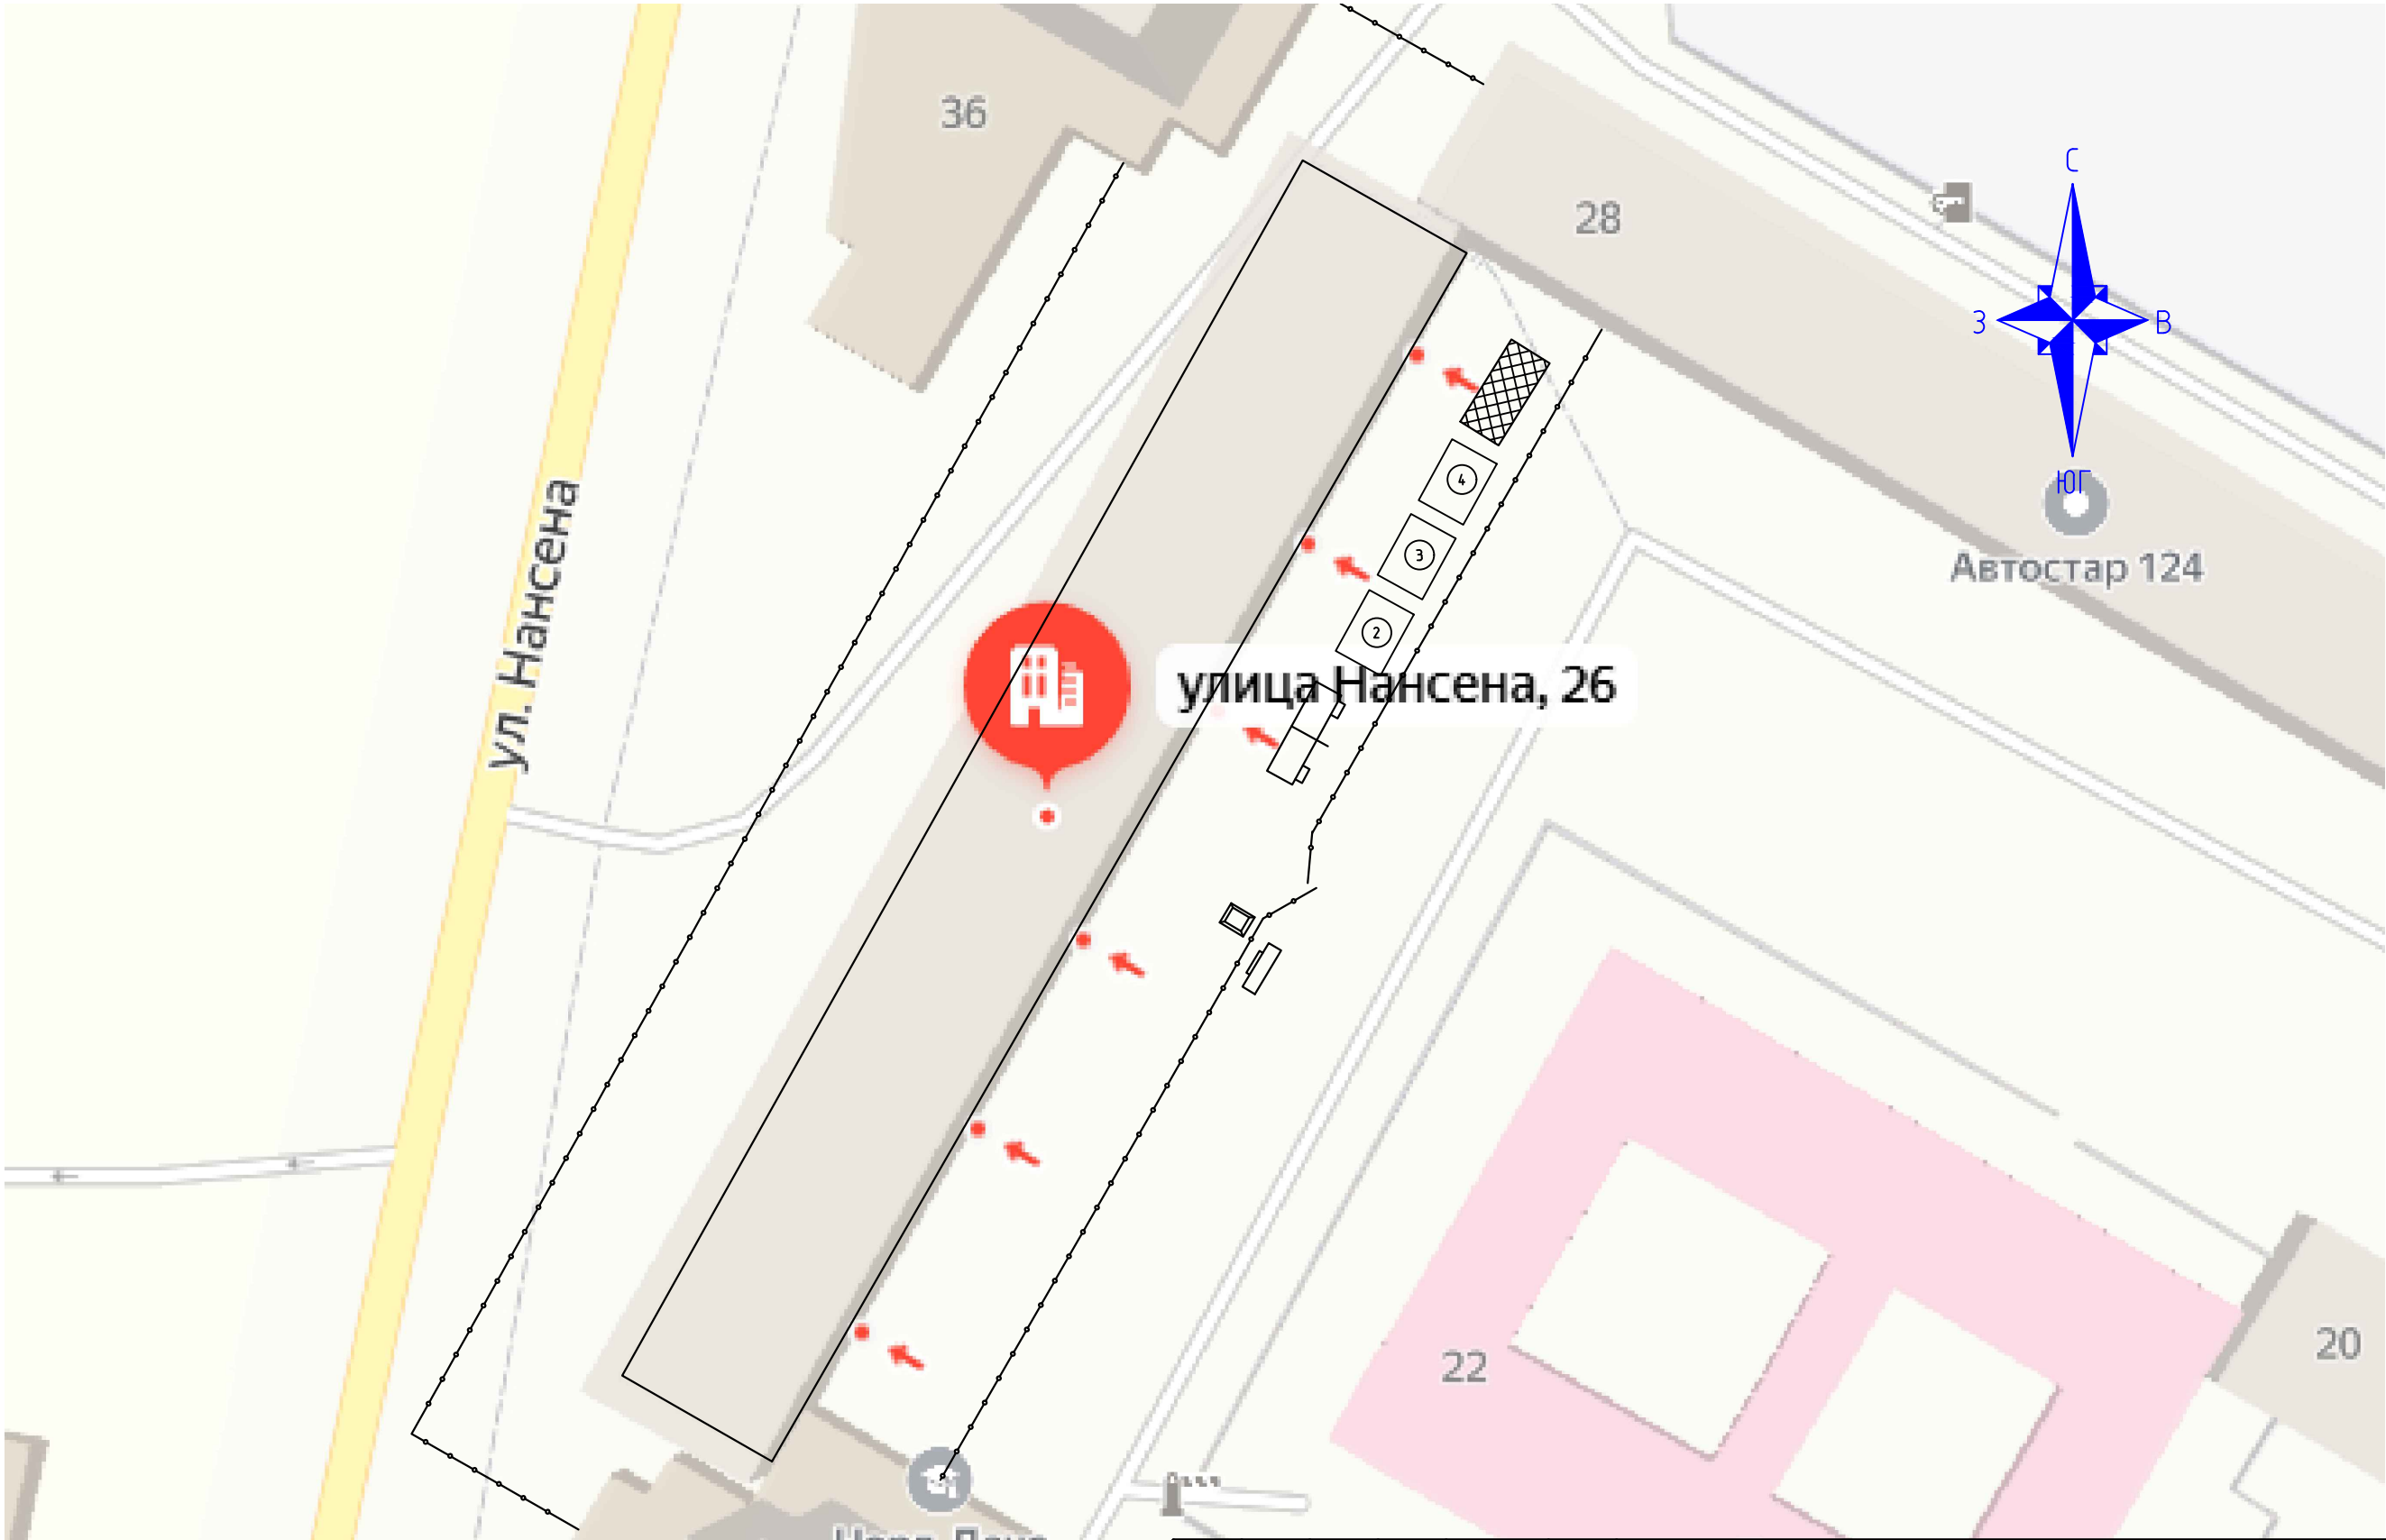 36
С
28
З
В
4
ЮГ
3
Автостар 124
ул. Нансена
2
улица Нансена, 26
22
20